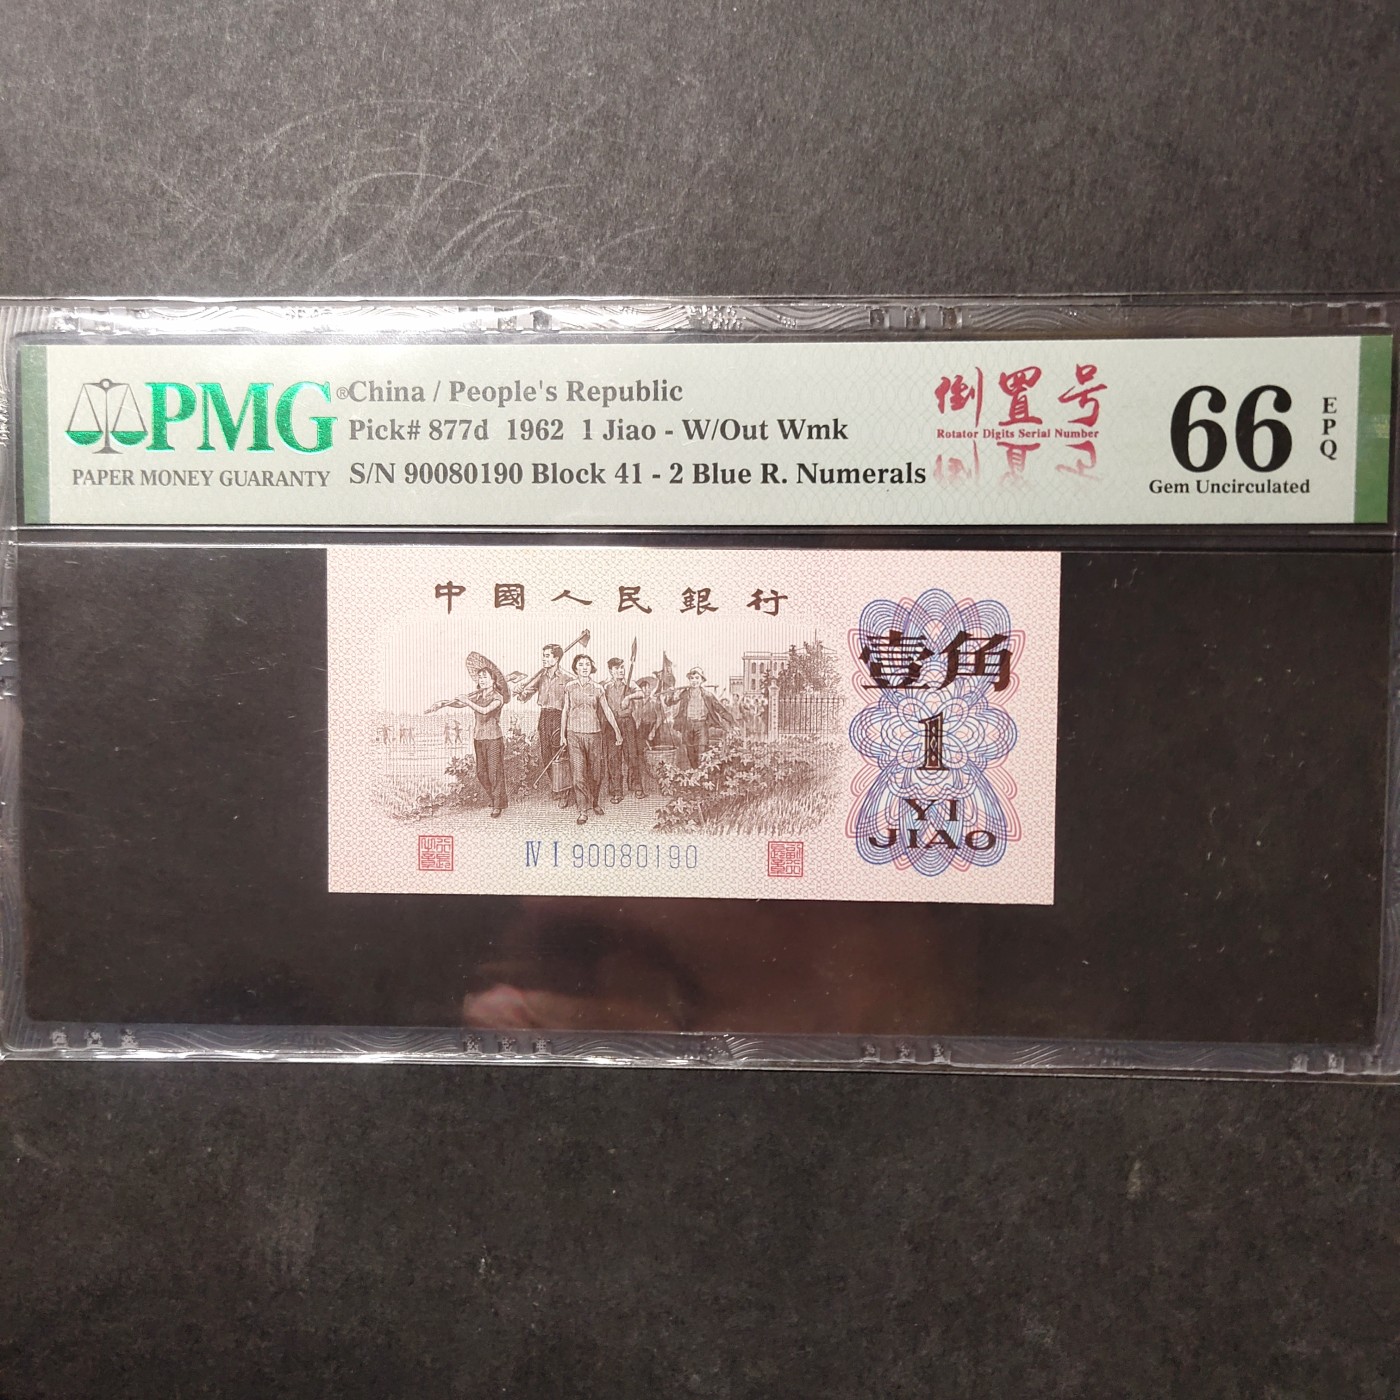 PMG®
PAPER MONEY GUARANTY
China / People's Republic
Pick# 877d 1962 1 Jiao - W/Out Wmk
S/N 90080190 Block 41 - 2 Blue R. Numerals
倒置号
Rotator Digits Serial Number
66
EPQ
Gem Uncirculated
中國人民銀行
壹角
1
YI
JIAO
IV I 90080190